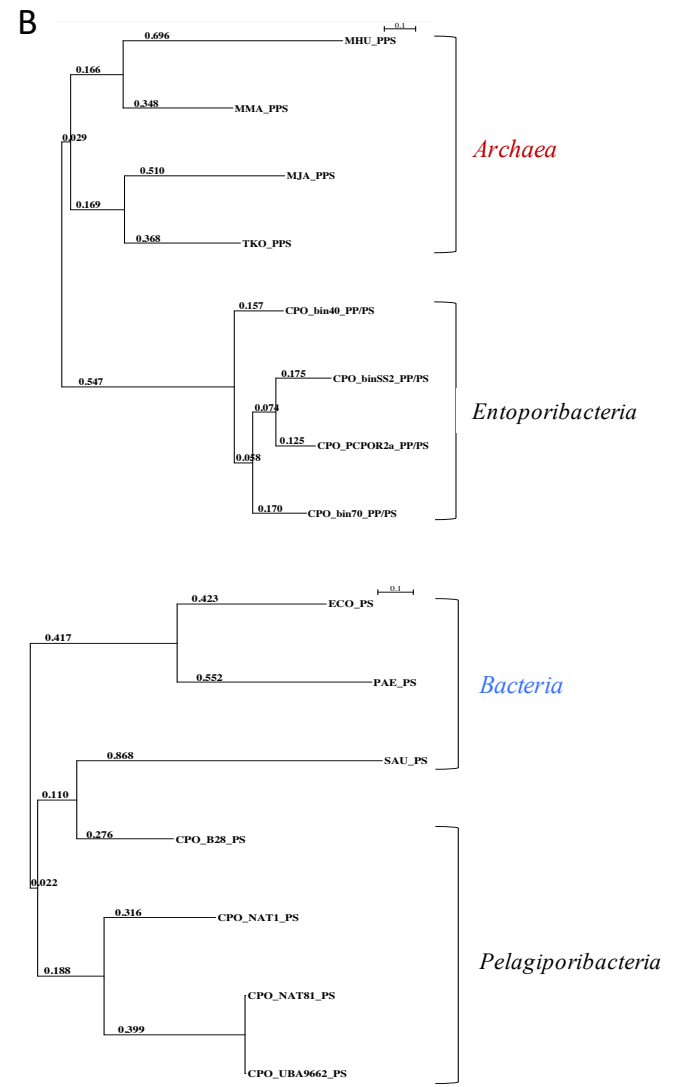 B
0.1
0.696
MHU_PPS
0.166
0.348
MMA_PPS
Archaea
0.029
0.510
MJA_PPS
0.169
0.368
TKO_PPS
0.157
CPO_bin40_PP/PS
0.175
CPO_binSS2_PP/PS
0.547
0.074
Entoporibacteria
0.125
CPO_PCPOR2a_PP/PS
0.058
0.170
CPO_bin70_PP/PS
0.1
0.423
ECO_PS
0.417
0.552
PAE_PS
Bacteria
0.868
SAU_PS
0.110
0.276
CPO_B28_PS
0.022
0.316
CPO_NAT1_PS
0.188
Pelagiporibacteria
CPO_NAT81_PS
0.399
CPO_UBA9662_PS